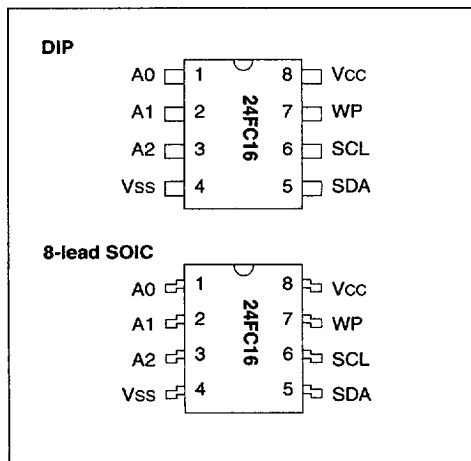 DIP
A0 1 8 Vcc
A1 2 7 WP
A2 3 6 SCL
Vss 4 5 SDA
24FC16
8-lead SOIC
A0 1 8 Vcc
A1 2 7 WP
A2 3 6 SCL
Vss 4 5 SDA
24FC16